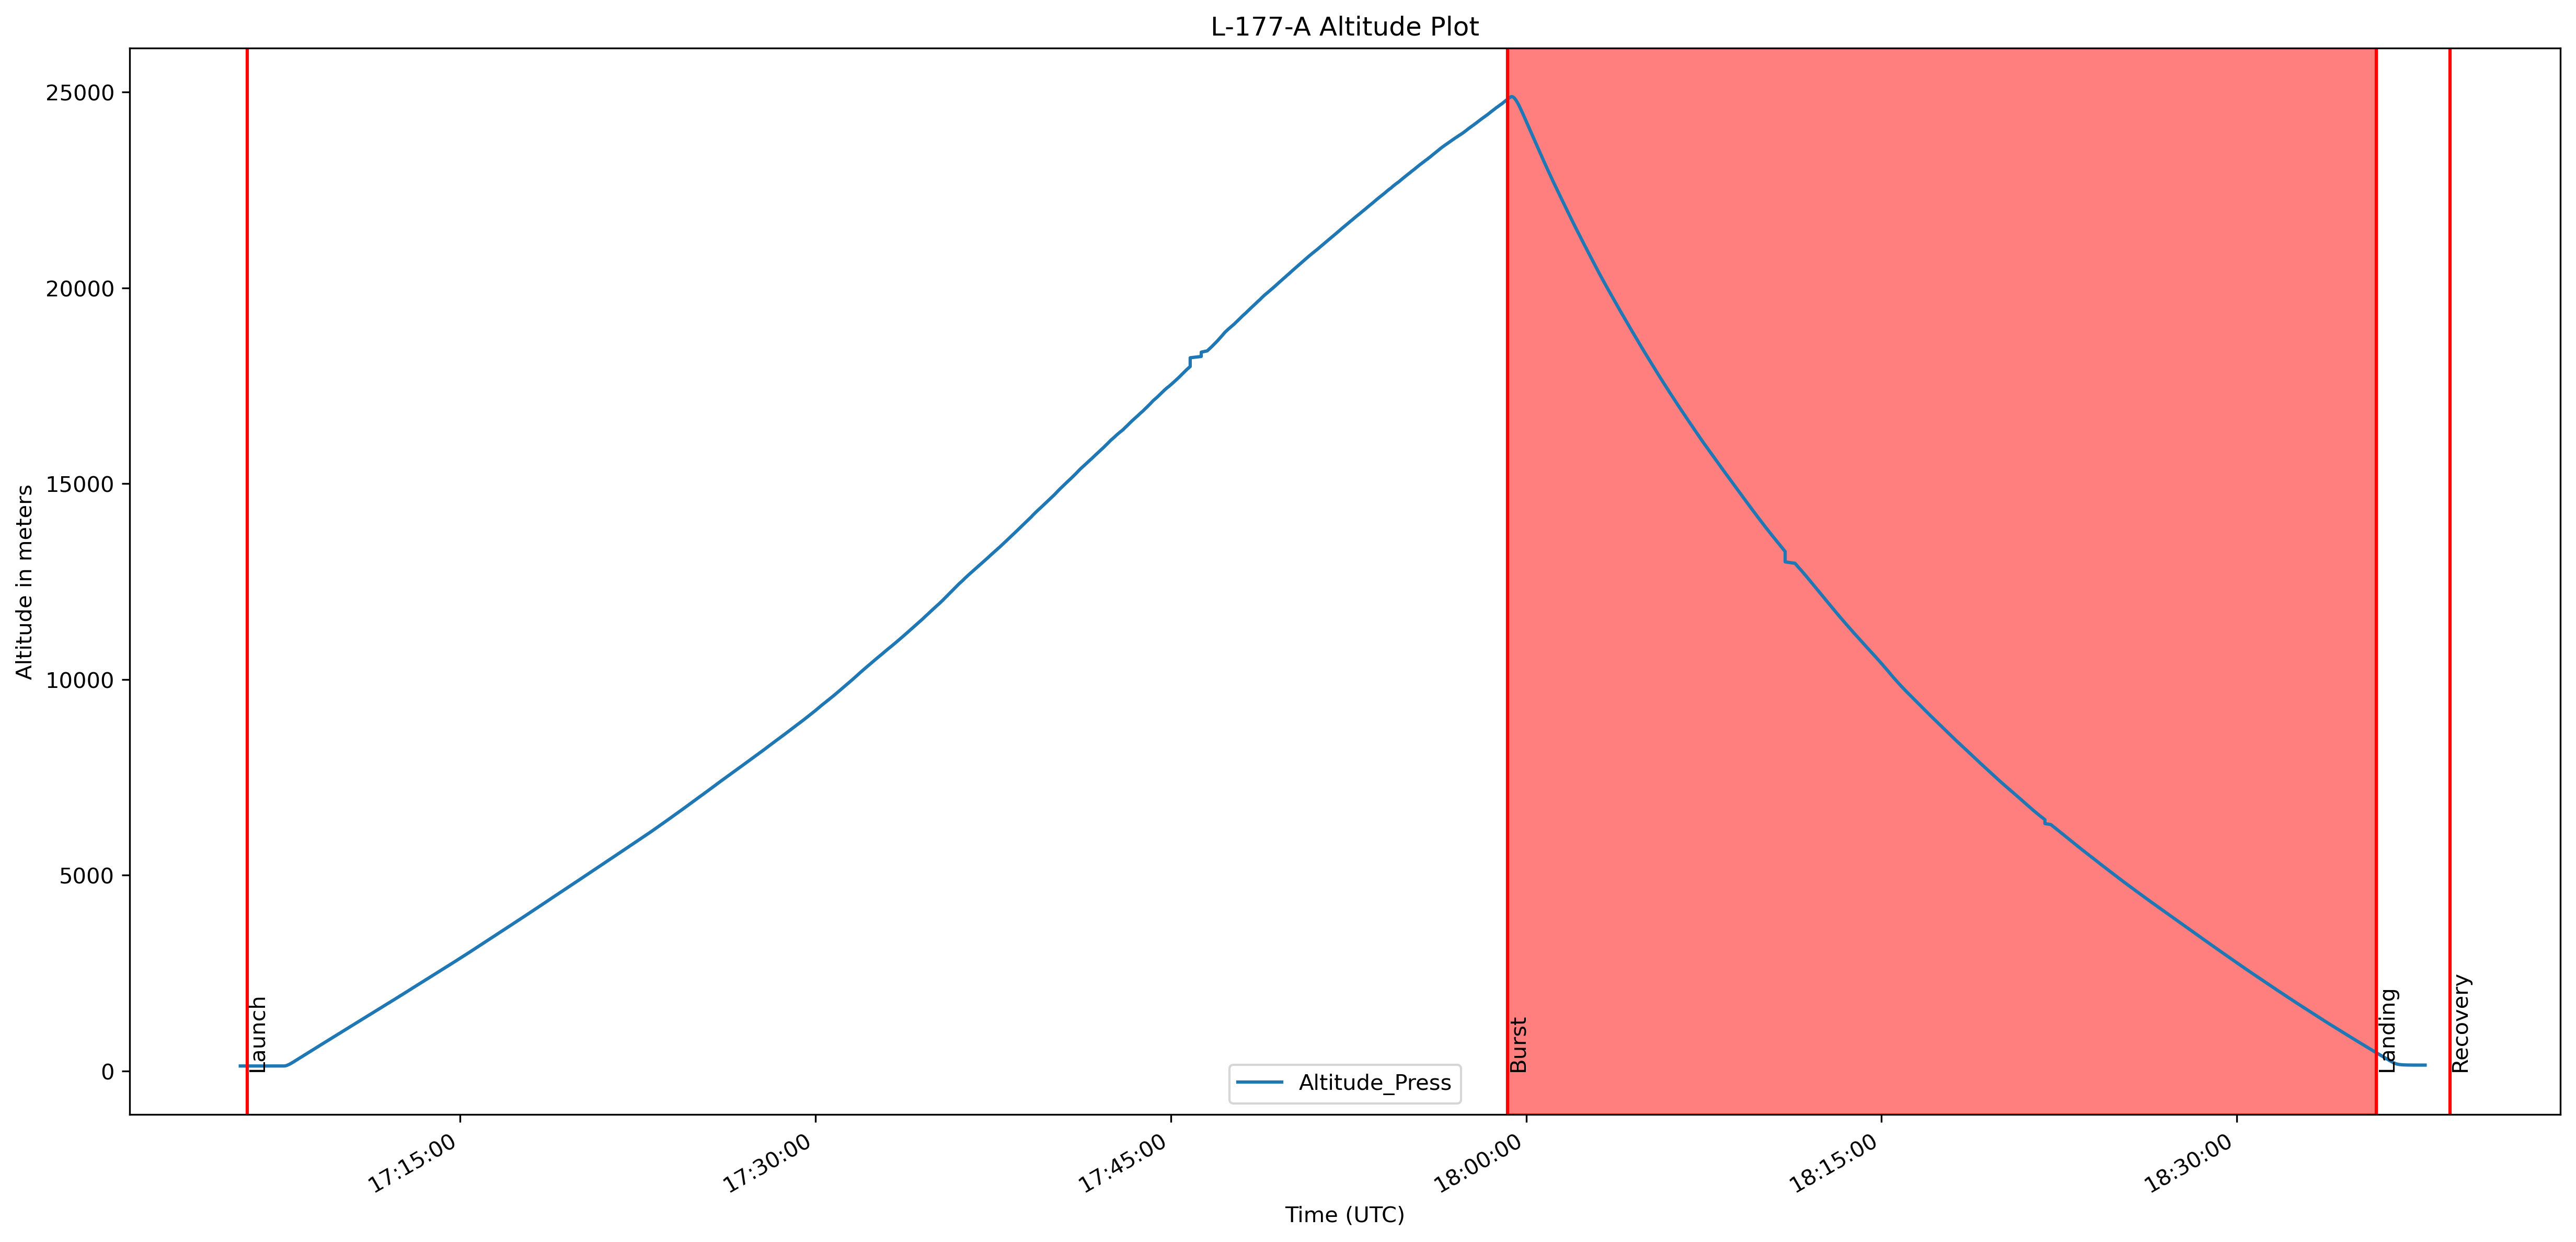 L-177-A Altitude Plot
25000
20000
15000
10000
5000
0
Altitude in meters
Launch
Burst
Landing
Recovery
Altitude_Press
17:15:00
17:30:00
17:45:00
18:00:00
18:15:00
18:30:00
Time (UTC)